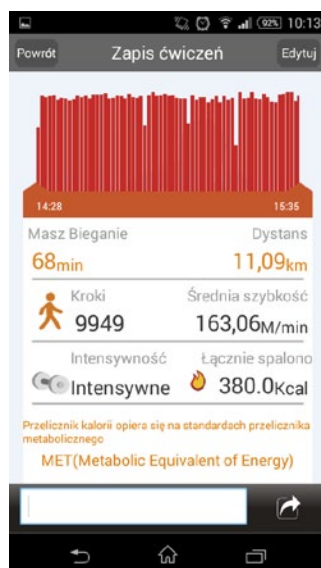 92% 10:13
Powrót Zapis ćwiczeń Edytuj
14:28 15:35
Masz Bieganie Dystans
68min 11,09km
Kroki Średnia szybkość
9949 163,06M/min
Intensywność Łącznie spalono
Intensywne 380.0Kcal
Przelicznik kalorii opiera się na standardach przelicznika
metabolicznego
MET(Metabolic Equivalent of Energy)